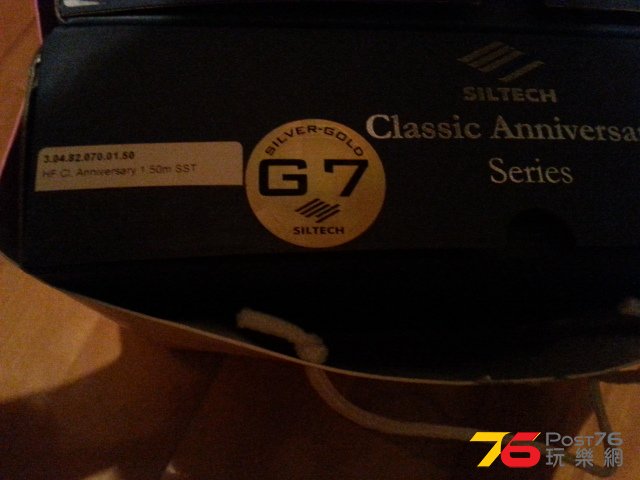 SILTECH
Classic Anniversa
Series
3.04.82.070.01.50
HF CL Anniversary 1.50m SST
SILVER-GOLD
G7
SILTECH
76 POST76
玩樂網